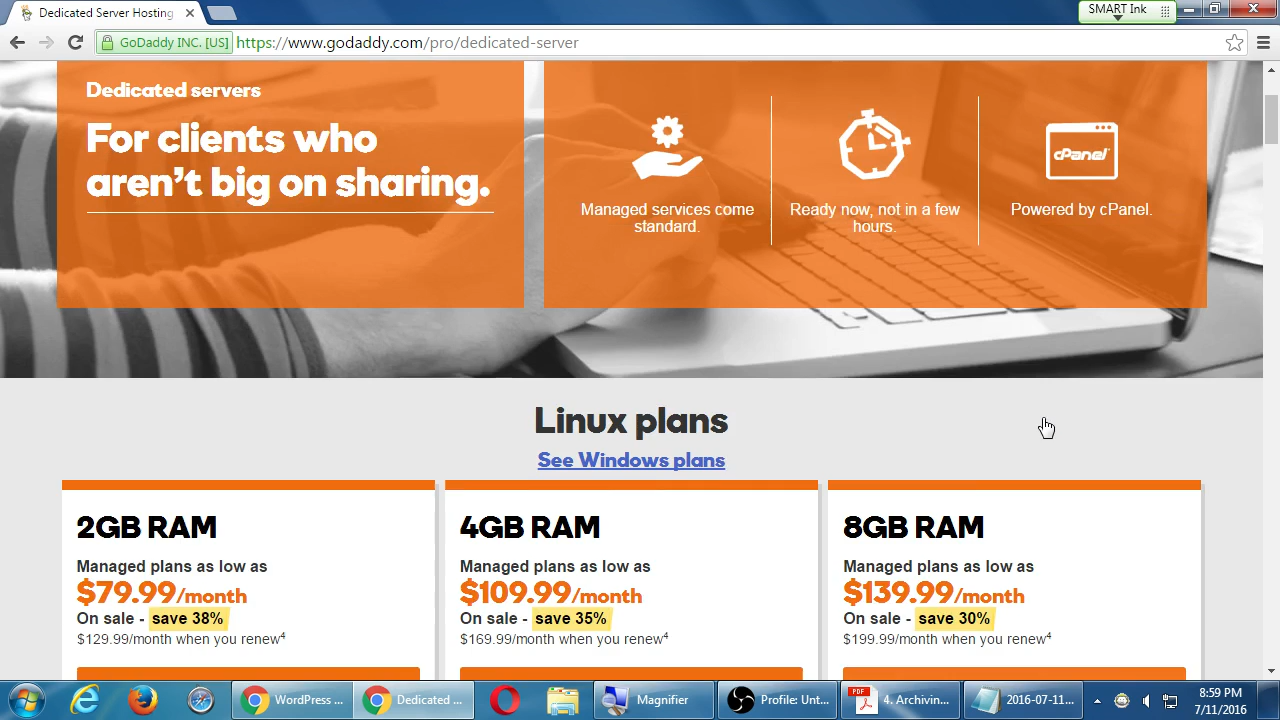 Dedicated Server Hosting
SMART Ink
GoDaddy INC. [US]
https://www.godaddy.com/pro/dedicated-server
Dedicated servers
For clients who
aren't big on sharing.
Managed services come
standard.
Ready now, not in a few
hours.
cPanel
Powered by cPanel.
Linux plans
See Windows plans
2GB RAM
Managed plans as low as
$79.99/month
On sale - save 38%
$129.99/month when you renew4
4GB RAM
Managed plans as low as
$109.99/month
On sale - save 35%
$169.99/month when you renew4
8GB RAM
Managed plans as low as
$139.99/month
On sale - save 30%
$199.99/month when you renew4
WordPress ...
Dedicated ...
Magnifier
Profile: Unt...
PDF
4. Archivin...
2016-07-11...
8:59 PM
7/11/2016